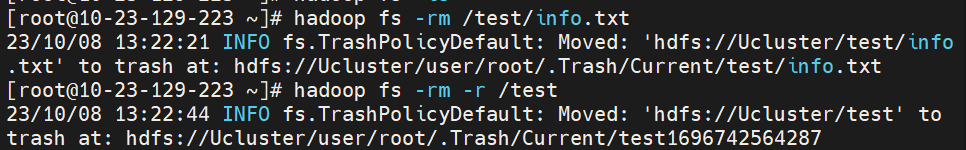 [root@10-23-129-223 ~]# hadoop fs -rm /test/info.txt
23/10/08 13:22:21 INFO fs.TrashPolicyDefault: Moved: 'hdfs://Ucluster/test/info
.txt' to trash at: hdfs://Ucluster/user/root/.Trash/Current/test/info.txt
[root@10-23-129-223 ~]# hadoop fs -rm -r /test
23/10/08 13:22:44 INFO fs.TrashPolicyDefault: Moved: 'hdfs://Ucluster/test' to
trash at: hdfs://Ucluster/user/root/.Trash/Current/test1696742564287